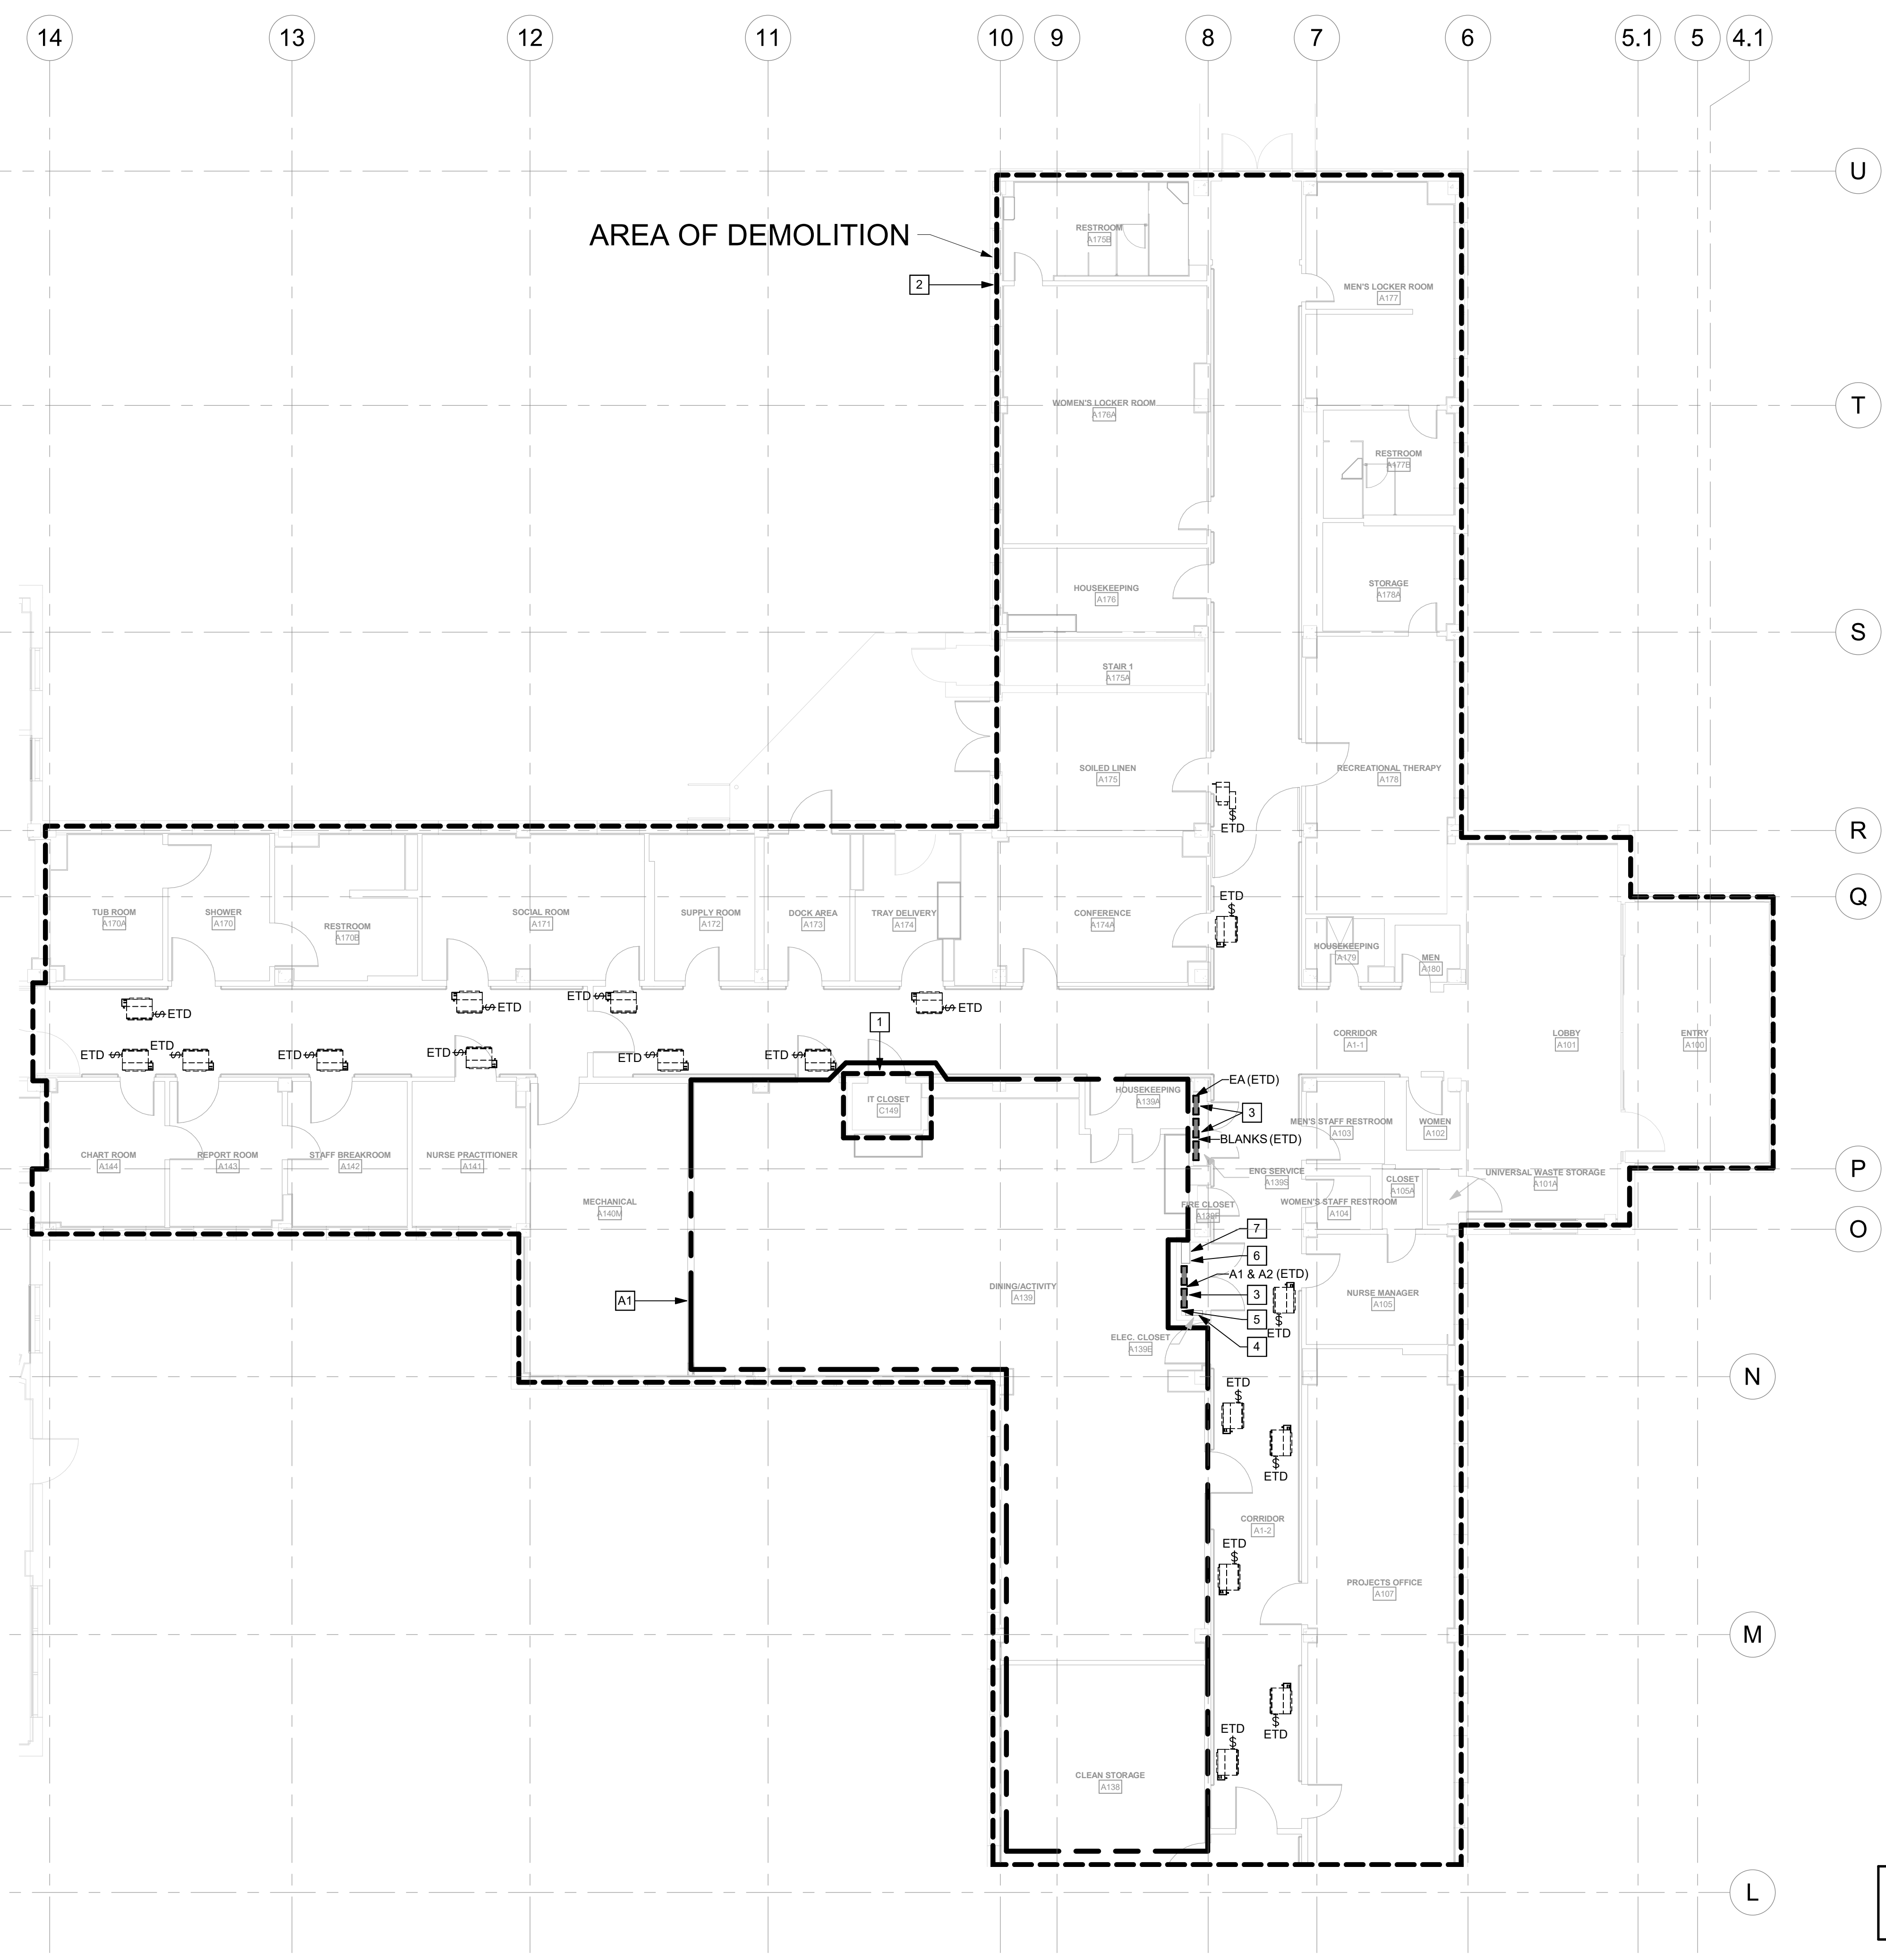 14
13
12
11
10
9
8
7
6
5.1
5
4.1
U
AREA OF DEMOLITION
RESTROOM
A175B
2
MEN'S LOCKER ROOM
A177
T
WOMEN'S LOCKER ROOM
A176A
RESTROOM
A177B
HOUSEKEEPING
A176
STORAGE
A178A
S
STAIR 1
A175A
SOILED LINEN
A175
RECREATIONAL THERAPY
A178
$
ETD
R
Q
ETD
$
TUB ROOM
A170A
SHOWER
A170
RESTROOM
A170B
SOCIAL ROOM
A171
SUPPLY ROOM
A172
DOCK AREA
A173
TRAY DELIVERY
A174
CONFERENCE
A174A
HOUSEKEEPING
A179
MEN
A180
$ ETD
$ ETD
ETD $
$ ETD
1
CORRIDOR
A1-1
LOBBY
A101
ENTRY
A100
ETD $
ETD
$
ETD $
ETD $
ETD $
ETD $
IT CLOSET
C149
HOUSEKEEPING
A139A
EA (ETD)
3
BLANKS (ETD)
MEN'S STAFF RESTROOM
A103
WOMEN
A102
CHART ROOM
A144
REPORT ROOM
A143
STAFF BREAKROOM
A142
NURSE PRACTITIONER
A141
P
ENG SERVICE
A139S
CLOSET
A105A
UNIVERSAL WASTE STORAGE
A101A
MECHANICAL
A140M
FIRE CLOSET
A139F
WOMEN'S STAFF RESTROOM
A104
O
7
6
A1 & A2 (ETD)
DINING/ACTIVITY
A139
A1
3
NURSE MANAGER
A105
5
$
ETD
4
ELEC. CLOSET
A139E
N
ETD
$
$
ETD
CORRIDOR
A1-2
ETD
$
PROJECTS OFFICE
A107
M
$
ETD
ETD
$
CLEAN STORAGE
A138
L